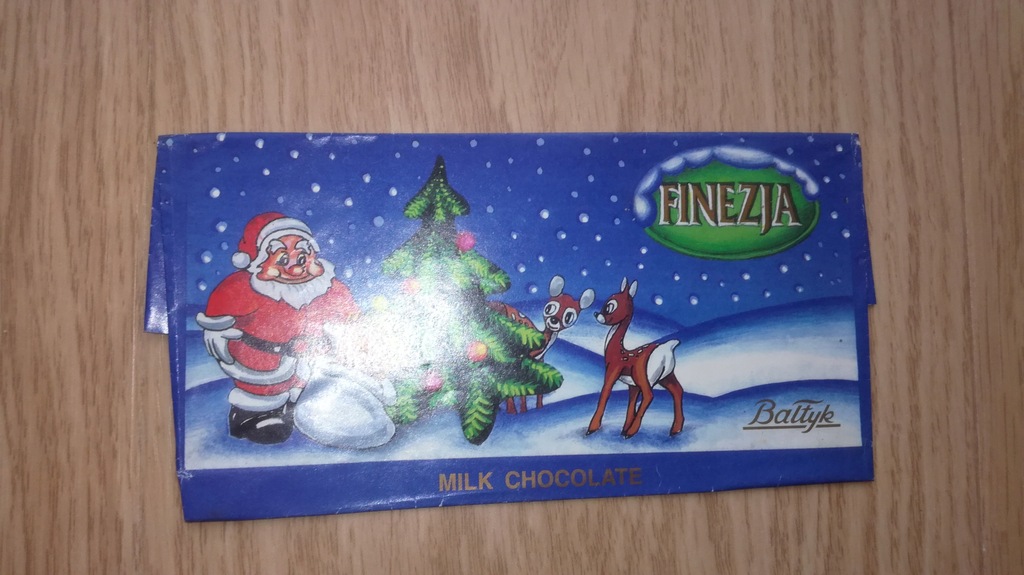 FINEZJA
Bałtyk
MILK CHOCOLATE